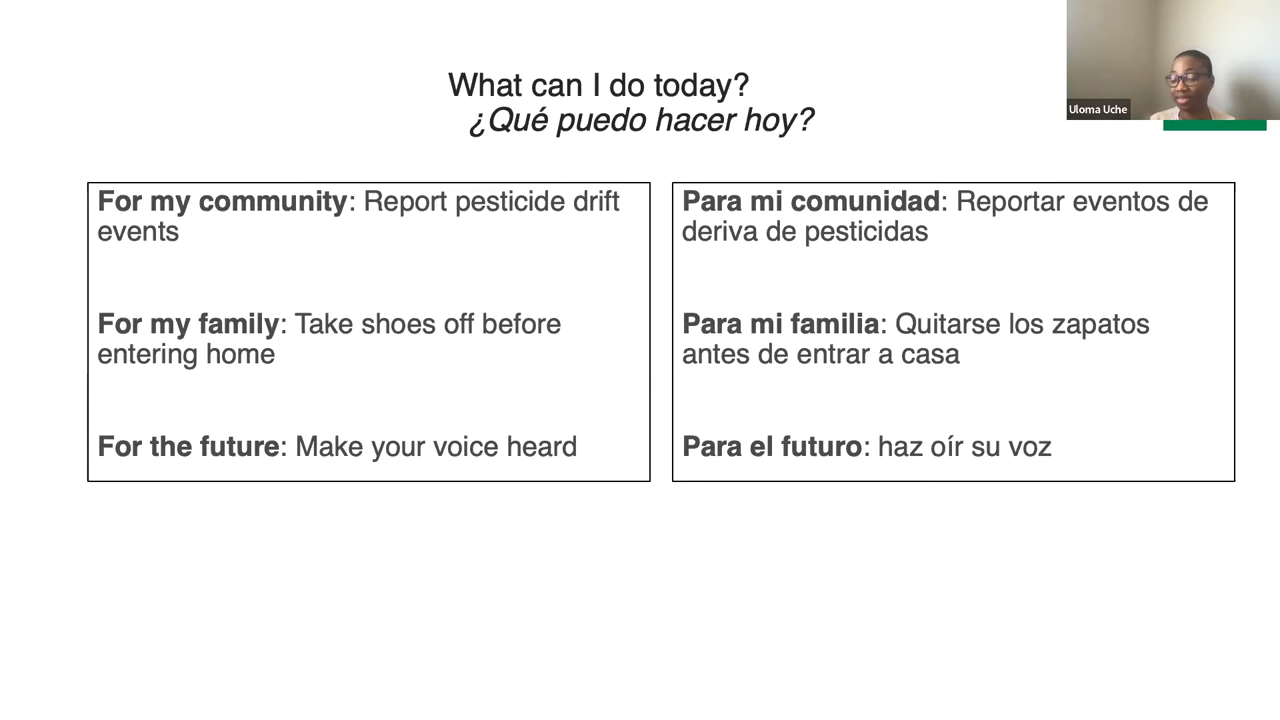 What can I do today?
¿Qué puedo hacer hoy?
Uloma Uche
For my community: Report pesticide drift
events
For my family: Take shoes off before
entering home
For the future: Make your voice heard
Para mi comunidad: Reportar eventos de
deriva de pesticidas
Para mi familia: Quitarse los zapatos
antes de entrar a casa
Para el futuro: haz oír su voz